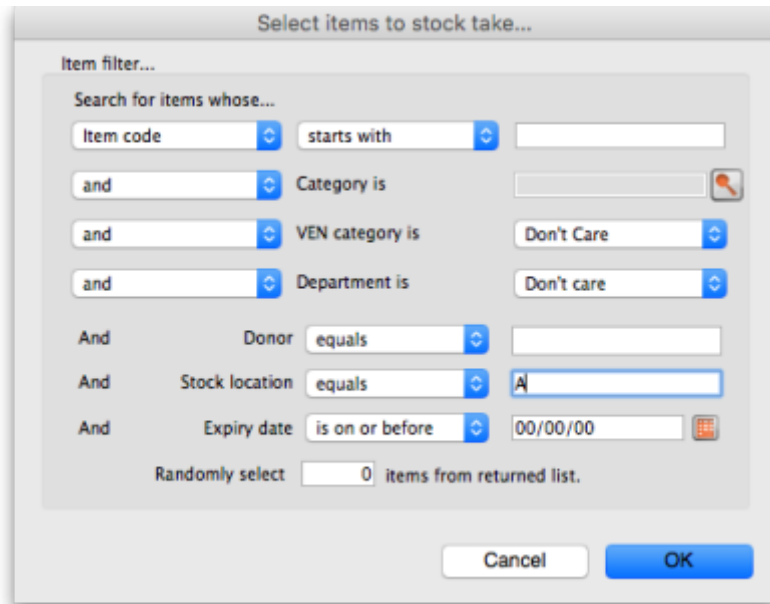 Select items to stock take...
Item filter...
Search for items whose...
Item code starts with
and Category is
and VEN category is Don't Care
and Department is Don't care
And Donor equals
And Stock location equals A
And Expiry date is on or before 00/00/00
Randomly select 0 items from returned list.
Cancel OK